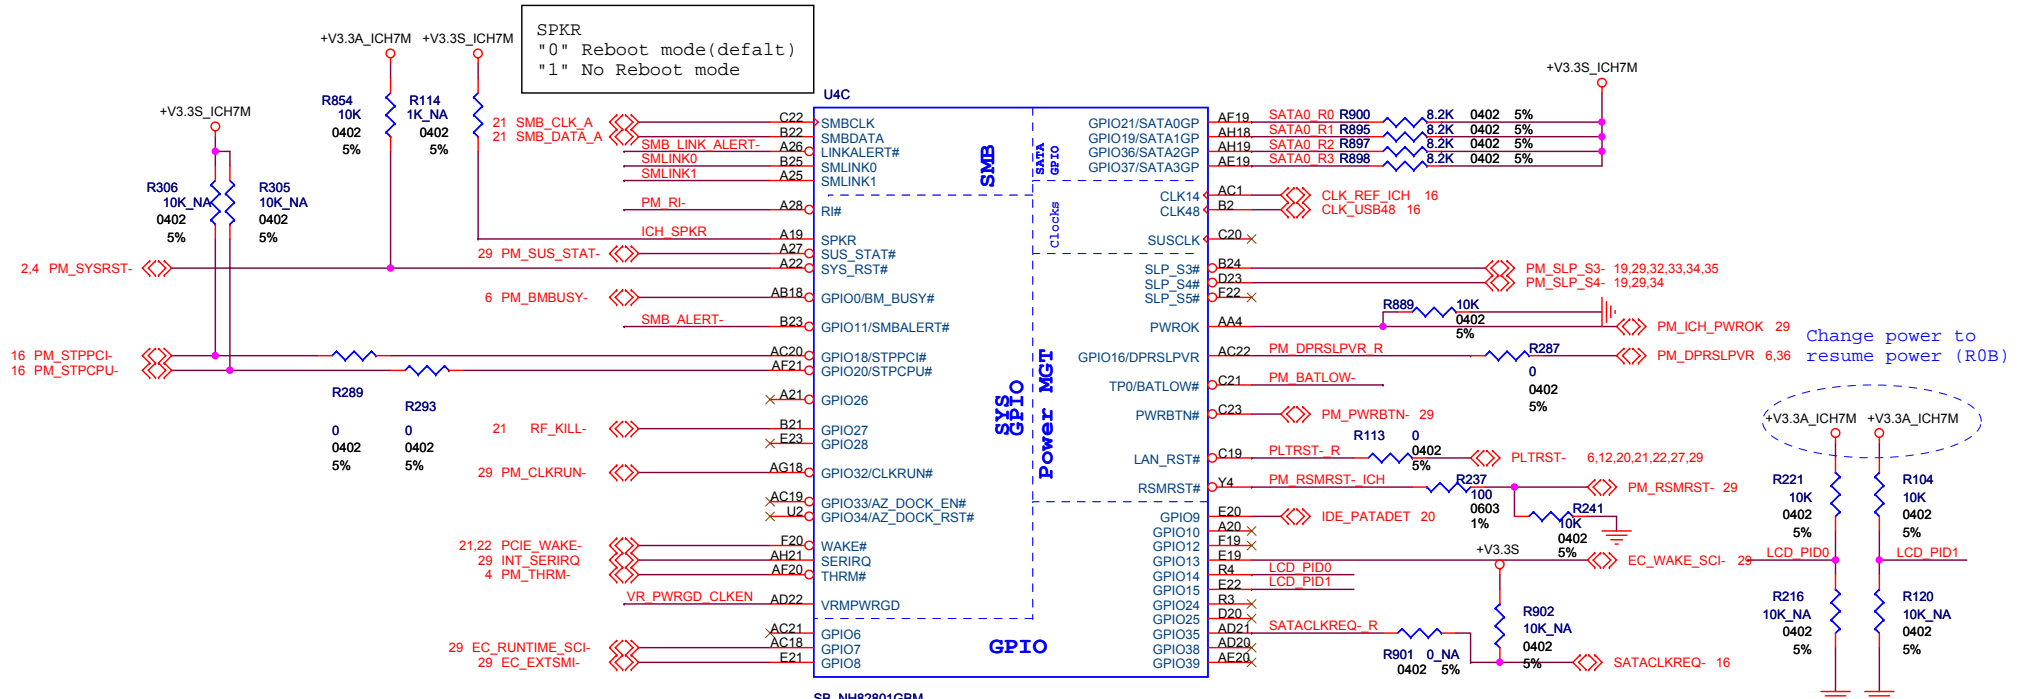 SPKR
"0" Reboot mode(defalt)
"1" No Reboot mode
+V3.3A_ICH7M
+V3.3S_ICH7M
+V3.3S_ICH7M
R854
10K
0402
5%
R114
1K_NA
0402
5%
R306
10K_NA
0402
5%
R305
10K_NA
0402
5%
U4C
21 SMB_CLK_A C22 SMBCLK
21 SMB_DATA_A B22 SMBDATA
SMB_LINK_ALERT- A26 LINKALERT#
SMLINK0 B25 SMLINK0
SMLINK1 A25 SMLINK1
PM_RI- A28 RI#
ICH_SPKR A19 SPKR
29 PM_SUS_STAT- A27 SUS_STAT#
2,4 PM_SYSRST- A22 SYS_RST#
6 PM_BMBUSY- AB18 GPIO0/BM_BUSY#
SMB_ALERT- B23 GPIO11/SMBALERT#
16 PM_STPPCI- AC20 GPIO18/STPPCI#
16 PM_STPCPU- AF21 GPIO20/STPCPU#
R289
0
0402
5%
R293
0
0402
5%
A21 GPIO26
21 RF_KILL- B21 GPIO27
E23 GPIO28
29 PM_CLKRUN- AG18 GPIO32/CLKRUN#
AC19 GPIO33/AZ_DOCK_EN#
U2 GPIO34/AZ_DOCK_RST#
21,22 PCIE_WAKE- F20 WAKE#
29 INT_SERIRQ AH21 SERIRQ
4 PM_THRM- AF20 THRM#
VR_PWRGD_CLKEN AD22 VRMPWRGD
AC21 GPIO6
29 EC_RUNTIME_SCI- AC18 GPIO7
29 EC_EXTSMI- E21 GPIO8
SMB
SATA
GPIO
Clocks
SYS
GPIO
Power MGT
GPIO
+V3.3S_ICH7M
GPIO21/SATA0GP AF19 SATA0_R0 R900 8.2K 0402 5%
GPIO19/SATA1GP AH18 SATA0_R1 R895 8.2K 0402 5%
GPIO36/SATA2GP AH19 SATA0_R2 R897 8.2K 0402 5%
GPIO37/SATA3GP AE19 SATA0_R3 R898 8.2K 0402 5%
CLK14 AC1 CLK_REF_ICH 16
CLK48 B2 CLK_USB48 16
SUSCLK C20
SLP_S3# B24 PM_SLP_S3- 19,29,32,33,34,35
SLP_S4# D23 PM_SLP_S4- 19,29,34
SLP_S5# F22
R889 10K
0402
5%
PWROK AA4 PM_ICH_PWROK 29
GPIO16/DPRSLPVR AC22 PM_DPRSLPVR_R R287 PM_DPRSLPVR 6,36
0
0402
5%
TP0/BATLOW# C21 PM_BATLOW-
PWRBTN# C23 PM_PWRBTN- 29
R113 0
0402
5%
LAN_RST# C19 PLTRST-_R PLTRST- 6,12,20,21,22,27,29
RSMRST# Y4 PM_RSMRST-_ICH R237 PM_RSMRST- 29
100
0603
1%
R241
10K
0402
5%
GPIO9 E20 IDE_PATADET 20
GPIO10 A20
GPIO12 F19
GPIO13 E19 EC_WAKE_SCI- 29
GPIO14 R4 LCD_PID0
GPIO15 E22 LCD_PID1
GPIO24 R3
GPIO25 D20
GPIO35 AD21 SATACLKREQ-_R
GPIO38 AD20
GPIO39 AE20
+V3.3S
R902
10K_NA
0402
5%
R901 0_NA
0402 5%
SATACLKREQ- 16
Change power to
resume power (R0B)
+V3.3A_ICH7M +V3.3A_ICH7M
R221
10K
0402
5%
R104
10K
0402
5%
LCD_PID0
LCD_PID1
R216
10K_NA
0402
5%
R120
10K_NA
0402
5%
SB_NH82801GBM